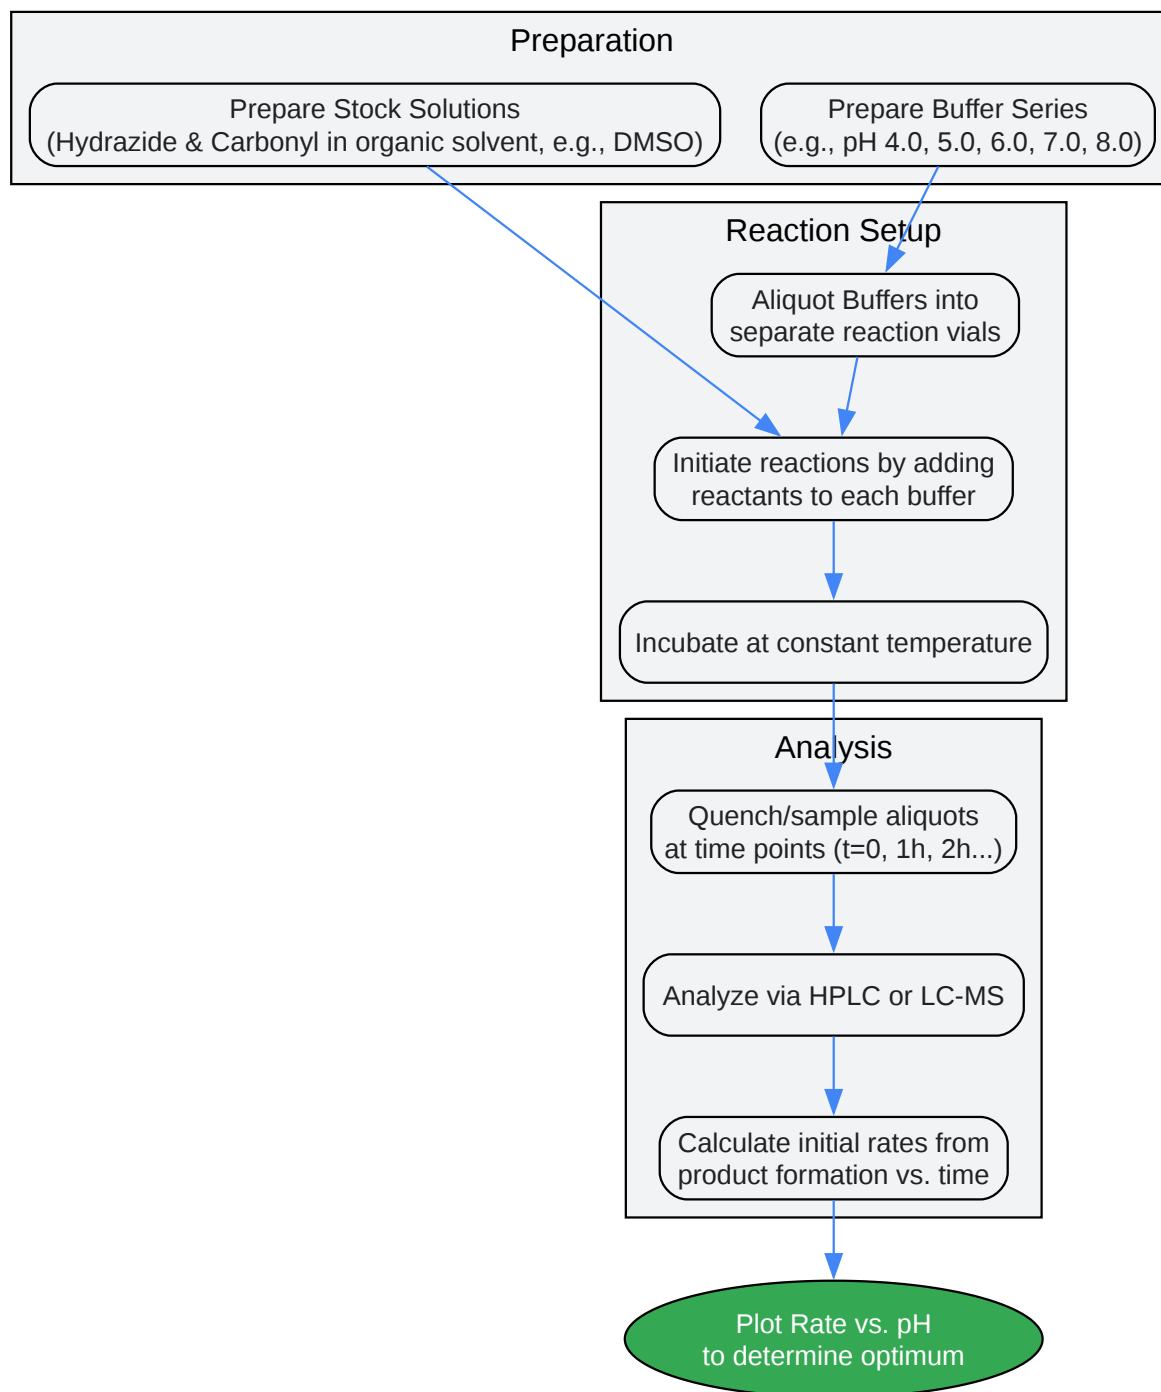 Preparation
Prepare Stock Solutions
(Hydrazide & Carbonyl in organic solvent, e.g., DMSO)
Prepare Buffer Series
(e.g., pH 4.0, 5.0, 6.0, 7.0, 8.0)
Reaction Setup
Aliquot Buffers into
separate reaction vials
Initiate reactions by adding
reactants to each buffer
Incubate at constant temperature
Analysis
Quench/sample aliquots
at time points (t=0, 1h, 2h...)
Analyze via HPLC or LC-MS
Calculate initial rates from
product formation vs. time
Plot Rate vs. pH
to determine optimum